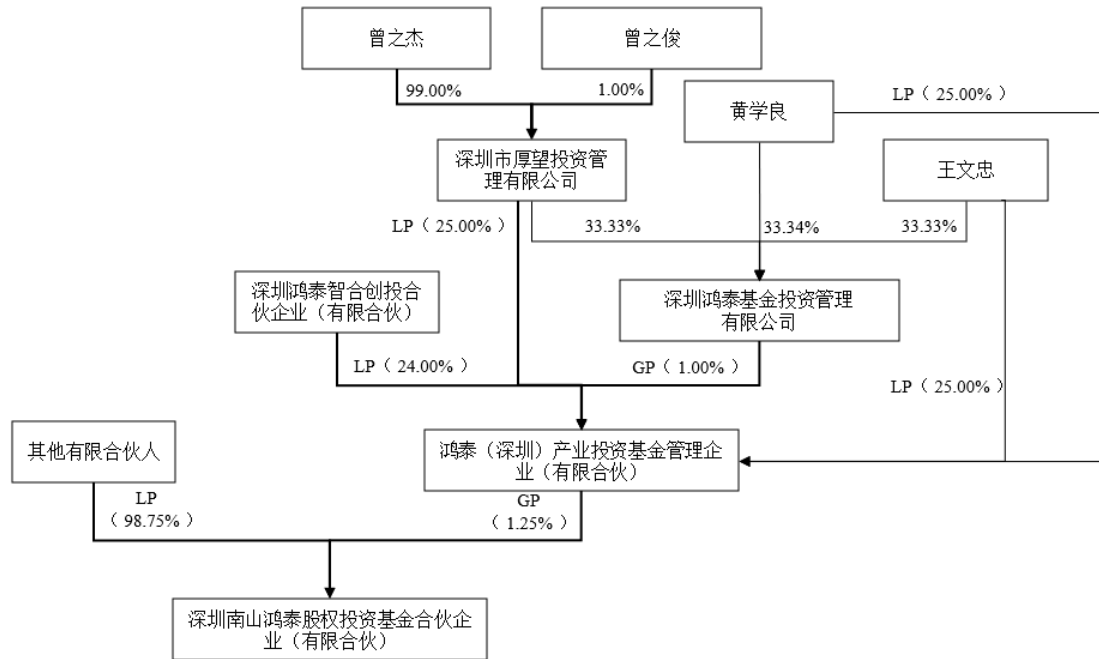 曾之杰
曾之俊
99.00%
1.00%
黄学良
LP（25.00%）
深圳市厚望投资管
理有限公司
王文忠
LP（25.00%）
33.33%
33.34%
33.33%
深圳鸿泰智合创投合
伙企业（有限合伙）
深圳鸿泰基金投资管理
有限公司
LP（24.00%）
GP（1.00%）
LP（25.00%）
其他有限合伙人
鸿泰（深圳）产业投资基金管理企
业（有限合伙）
LP
（98.75%）
GP
（1.25%）
深圳南山鸿泰股权投资基金合伙企
业（有限合伙）